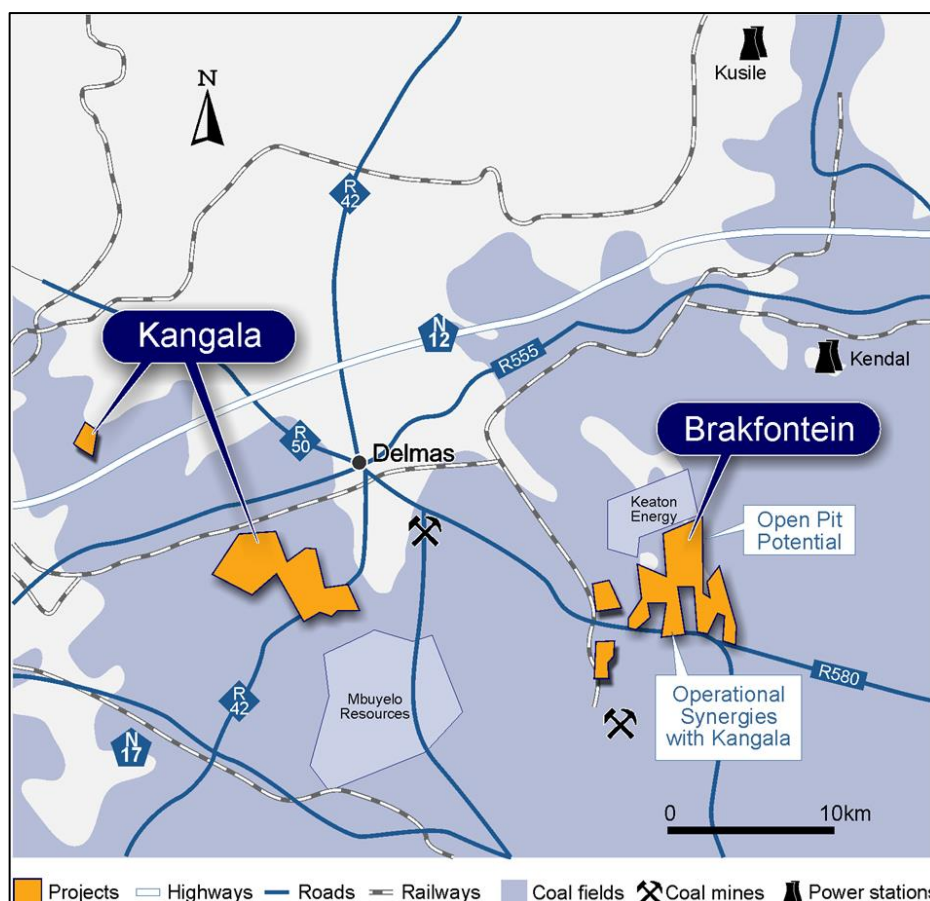 Kusile
N
R
42
Kangala
N
12
R555
Kendal
R
50
Delmas
Brakfontein
Keaton
Energy
Open Pit
Potential
Mbuyelo
Resources
R
42
N
17
R580
Operational
Synergies
with Kangala
0 10km
Projects Highways Roads Railways Coal fields Coal mines Power stations